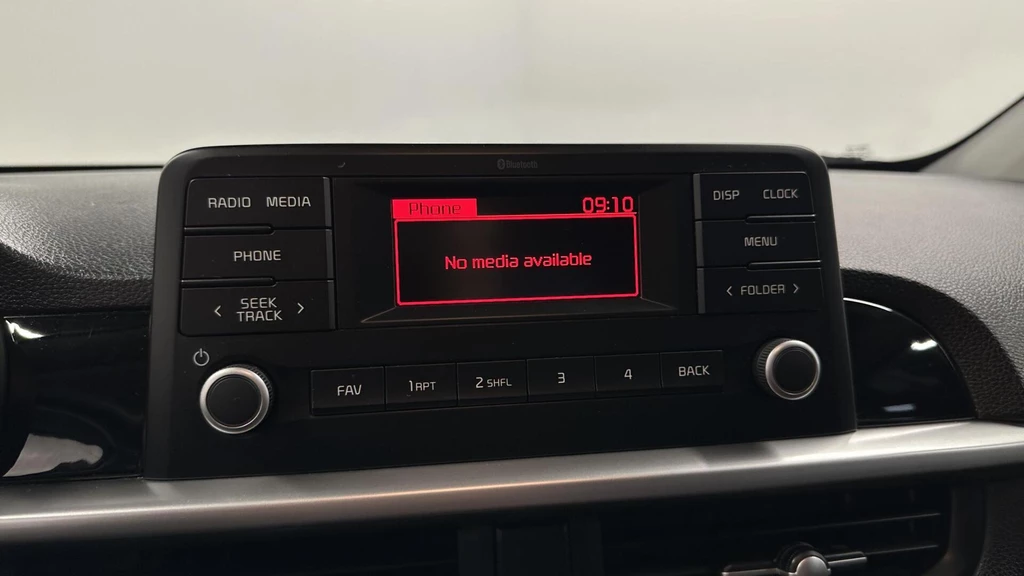 Bluetooth
RADIO MEDIA
PHONE
< SEEK TRACK >
Phone 09:10
No media available
DISP CLOCK
MENU
< FOLDER >
FAV 1 RPT 2 SHFL 3 4 BACK